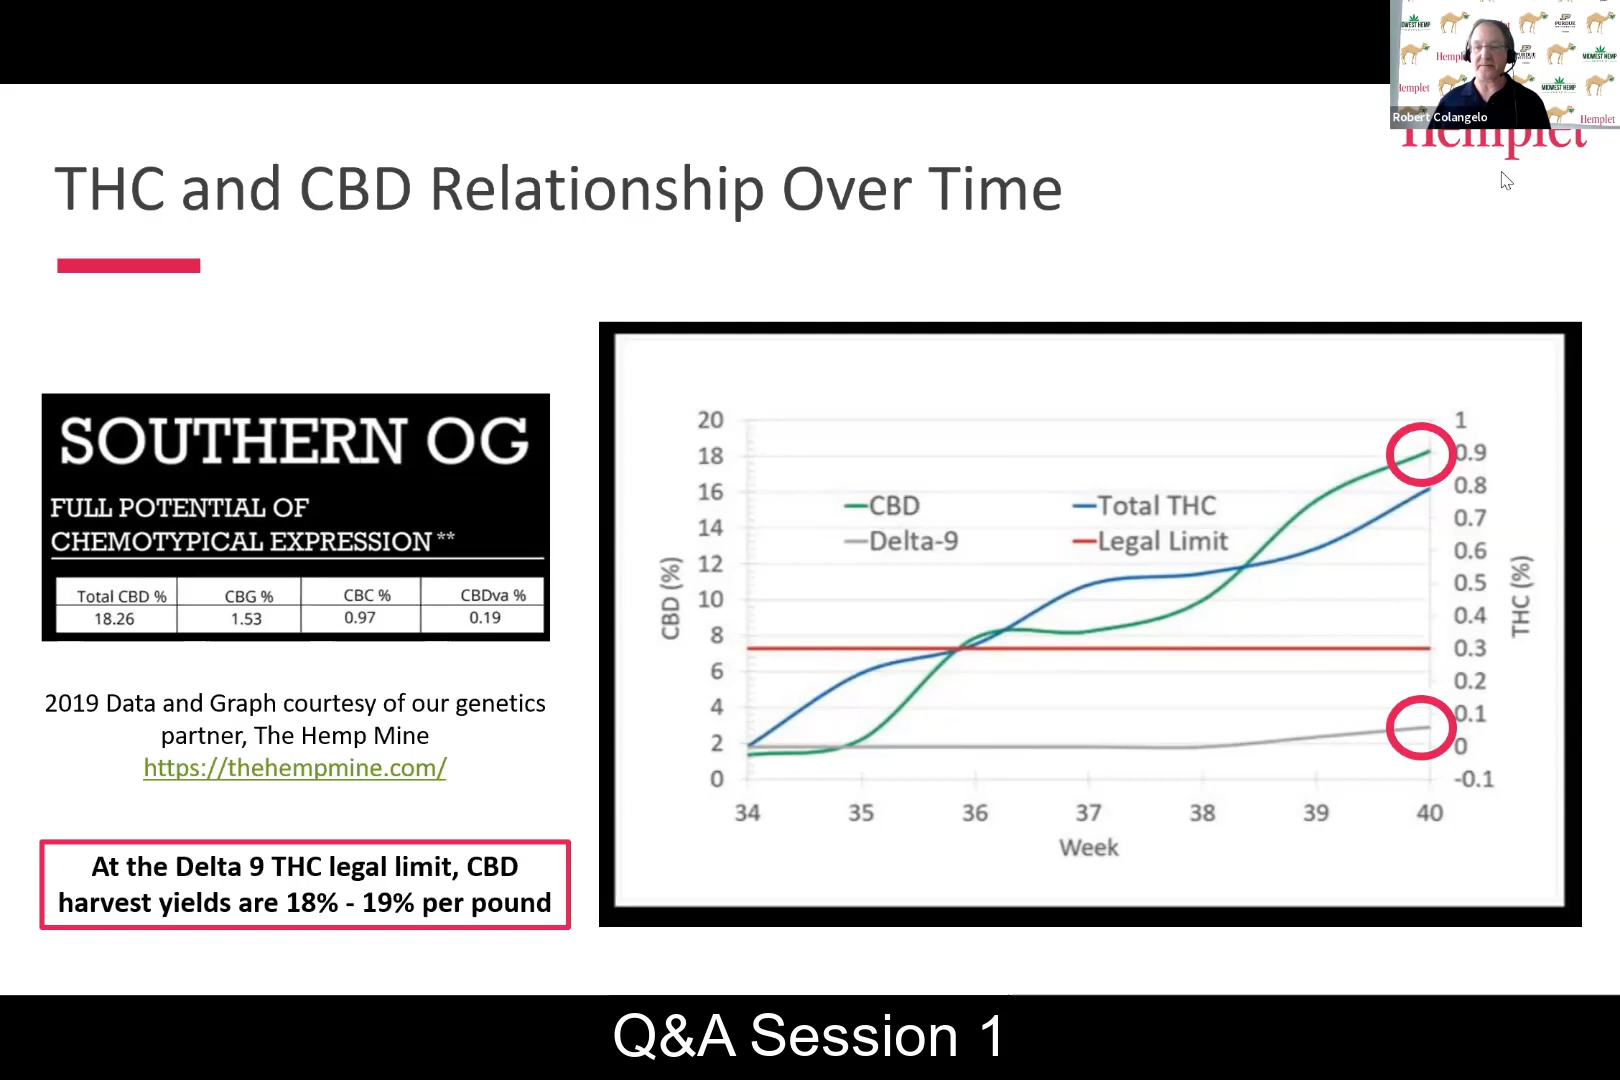 Robert Colangelo
Hemplet
THC and CBD Relationship Over Time
SOUTHERN OG
FULL POTENTIAL OF
CHEMOTYPICAL EXPRESSION**
Total CBD % CBG % CBC % CBDva %
18.26 1.53 0.97 0.19
2019 Data and Graph courtesy of our genetics
partner, The Hemp Mine
https://thehempmine.com/
At the Delta 9 THC legal limit, CBD
harvest yields are 18% - 19% per pound
20
18
16
14
12
10
8
6
4
2
0
CBD (%)
CBD Total THC
Delta-9 Legal Limit
1
0.9
0.8
0.7
0.6
0.5
0.4
0.3
0.2
0.1
0
-0.1
THC (%)
34 35 36 37 38 39 40
Week
Q&A Session 1